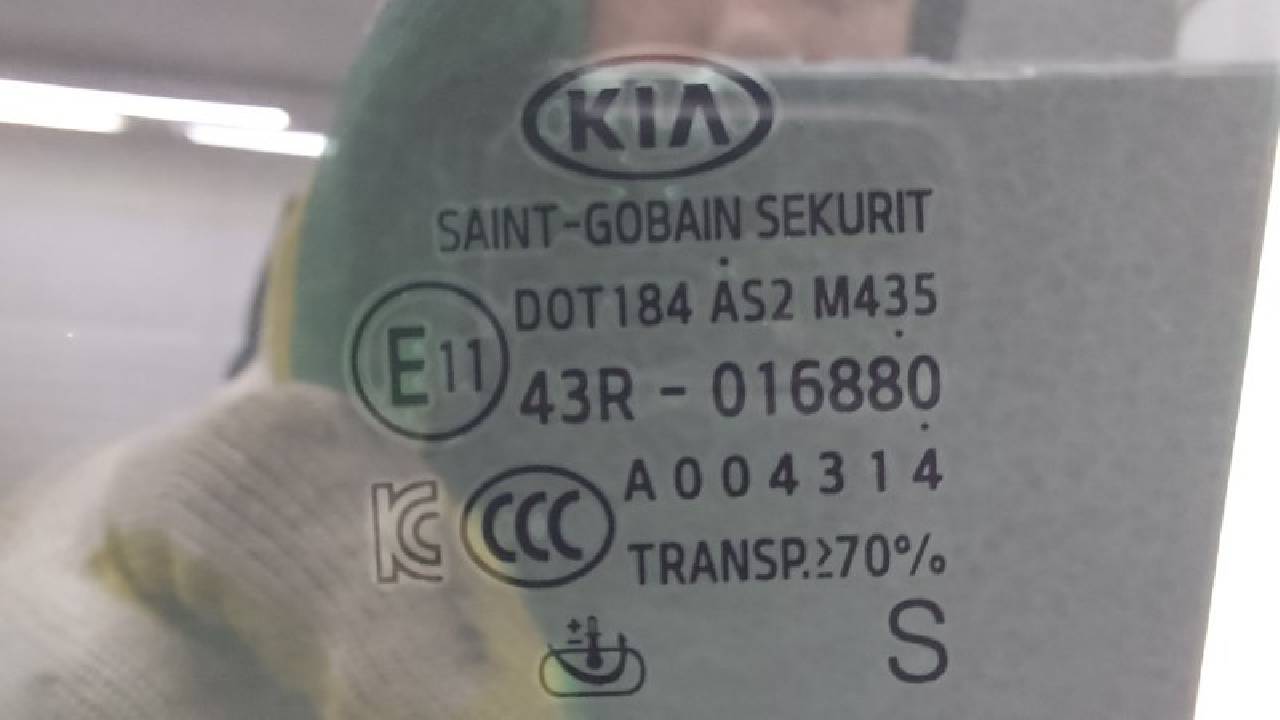 KIA
SAINT-GOBAIN SEKURIT
DOT184 AS2 M435
E11
43R - 016880
KC CCC A004314
TRANSP.≥70%
S